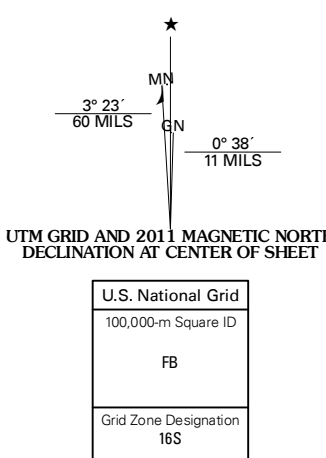 ★
MN
3° 23´
60 MILS
GN
0° 38´
11 MILS
UTM GRID AND 2011 MAGNETIC NORTH
DECLINATION AT CENTER OF SHEET
U.S. National Grid
100,000-m Square ID
FB
Grid Zone Designation
16S